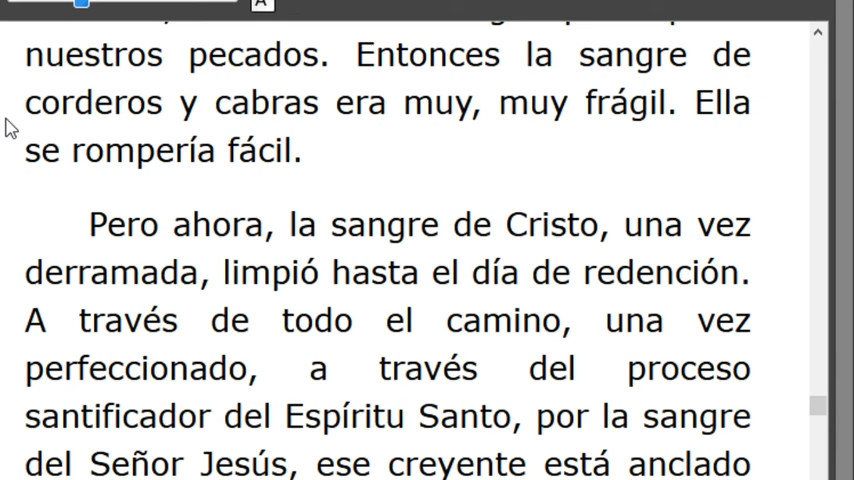 nuestros pecados. Entonces la sangre de
corderos y cabras era muy, muy frágil. Ella
se rompería fácil.
Pero ahora, la sangre de Cristo, una vez
derramada, limpió hasta el día de redención.
A través de todo el camino, una vez
perfeccionado, a través del proceso
santificador del Espíritu Santo, por la sangre
del Señor Jesús, ese creyente está anclado